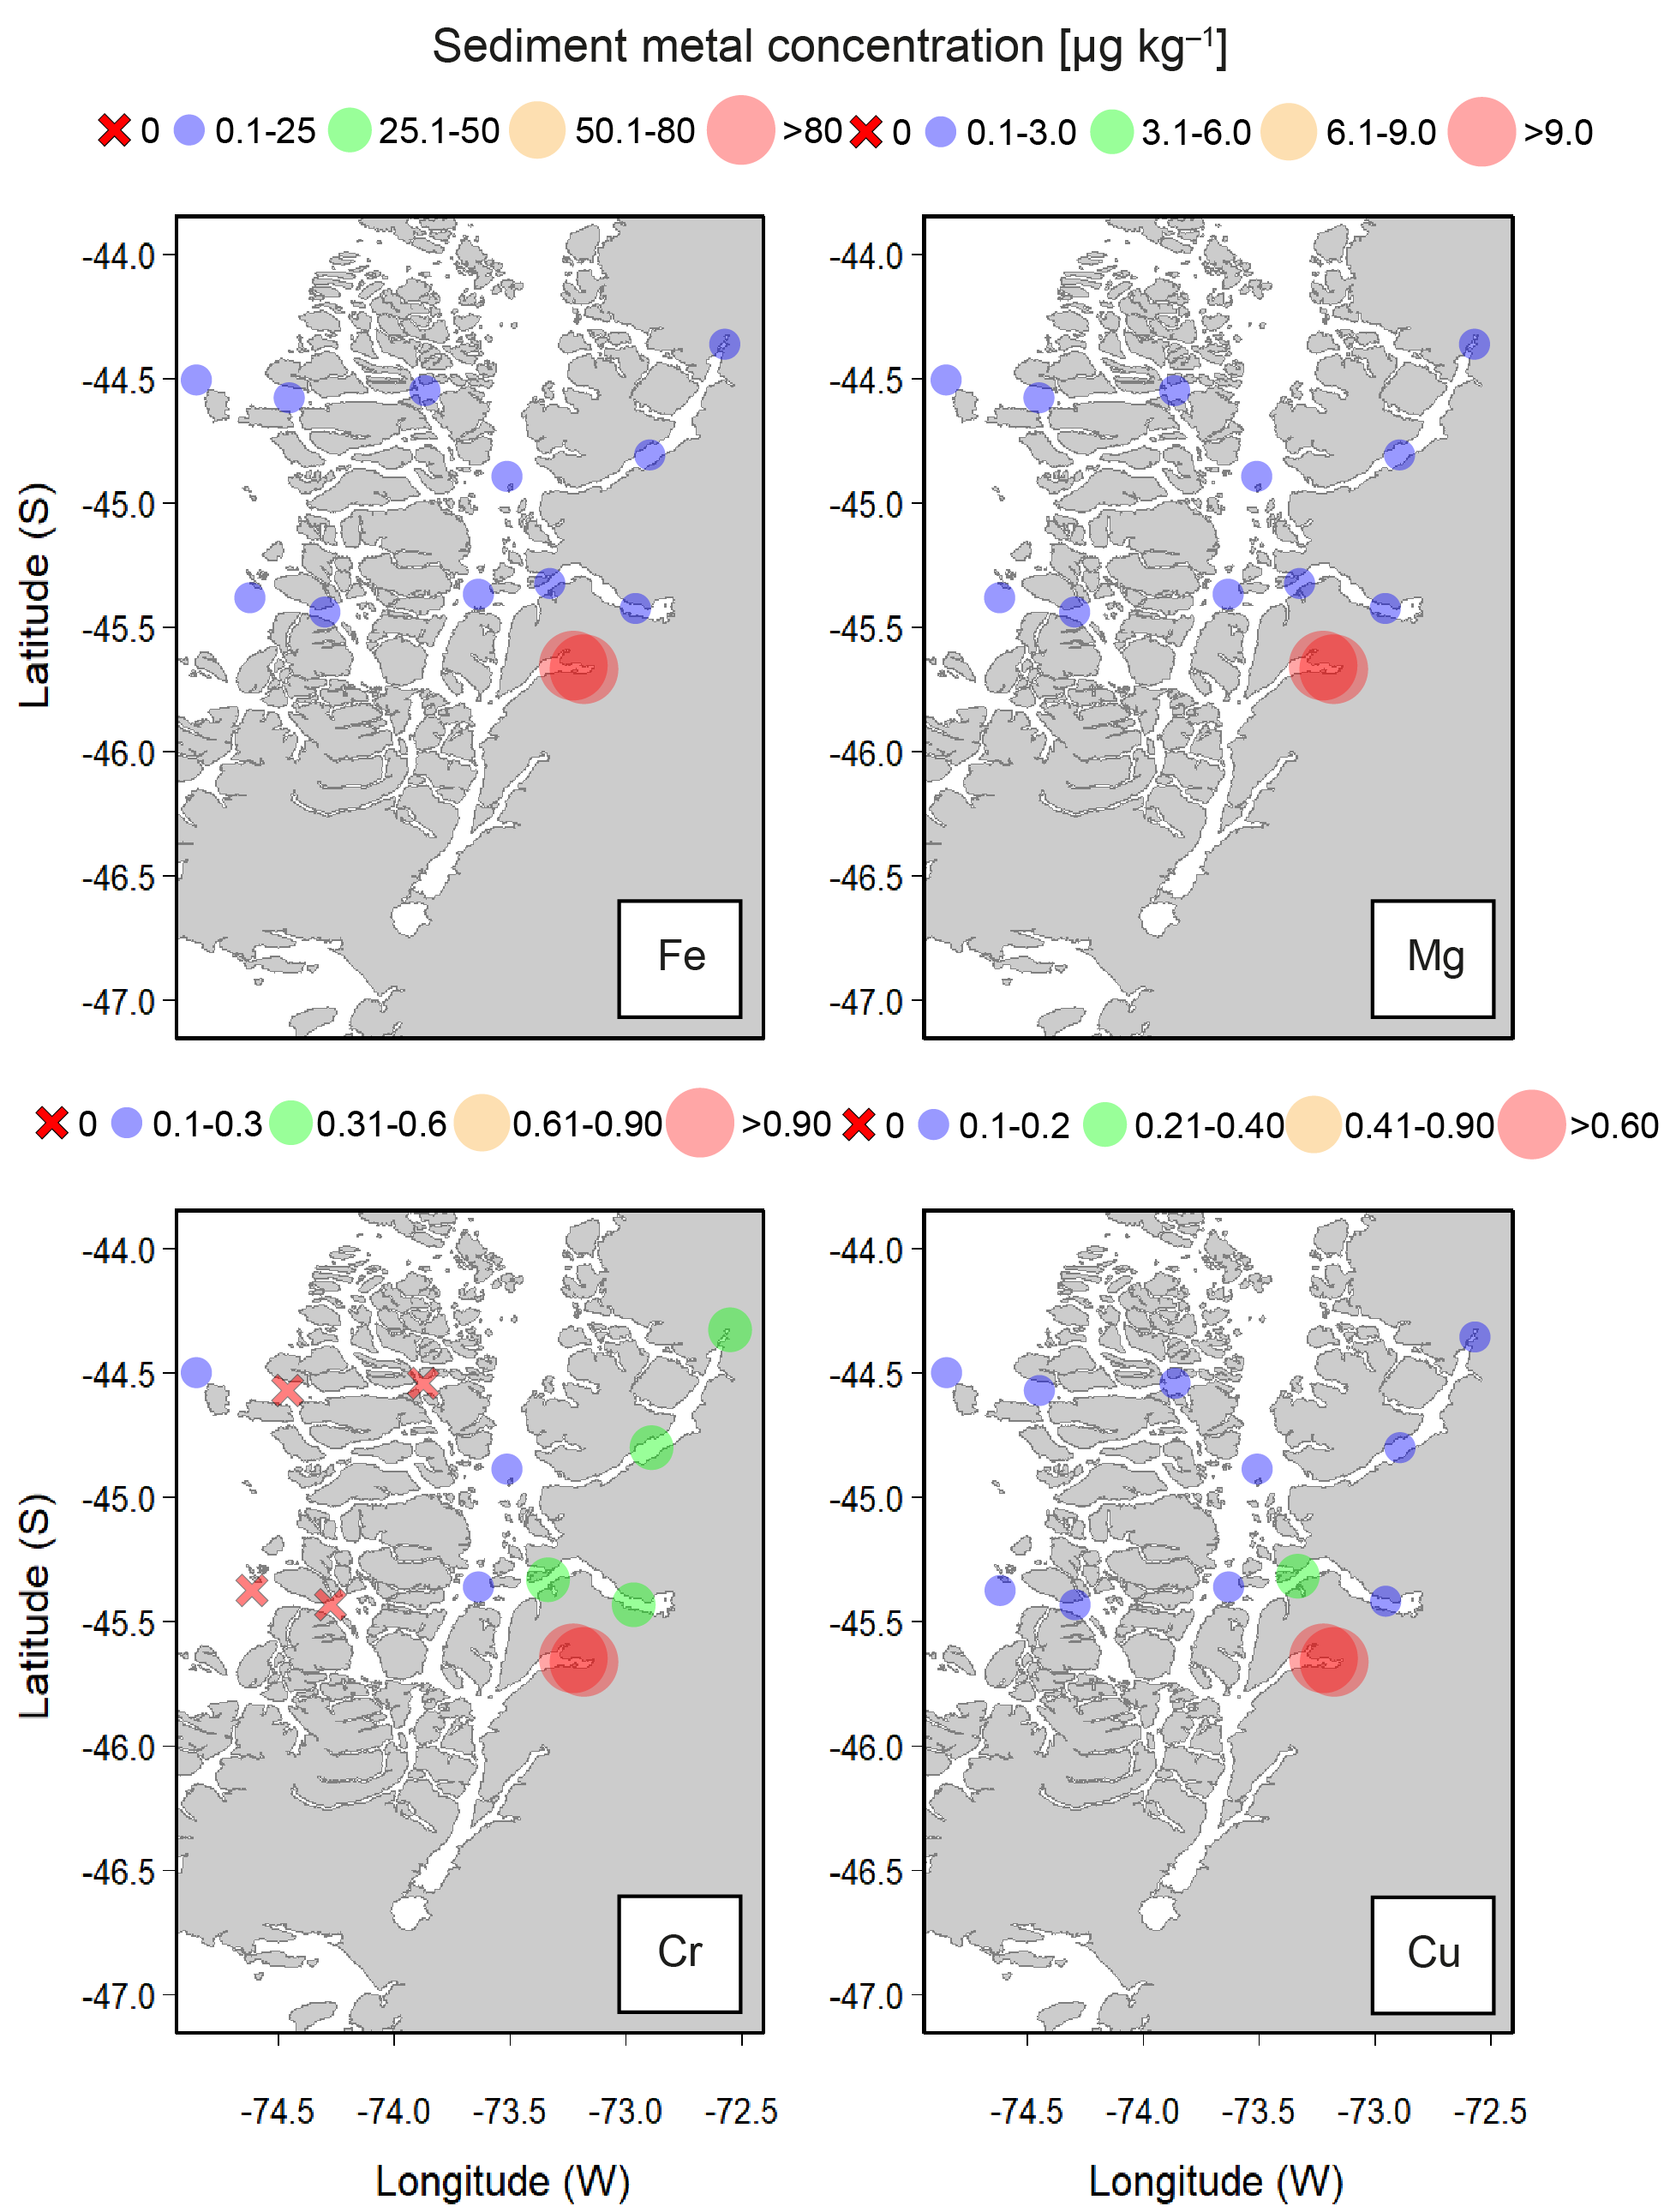 Sediment metal concentration [µg kg–1]
0 0.1-25 25.1-50 50.1-80 >80 0 0.1-3.0 3.1-6.0 6.1-9.0 >9.0
Latitude (S)
-44.0
-44.5
-45.0
-45.5
-46.0
-46.5
-47.0
Fe
-44.0
-44.5
-45.0
-45.5
-46.0
-46.5
-47.0
Mg
0 0.1-0.3 0.31-0.6 0.61-0.90 >0.90 0 0.1-0.2 0.21-0.40 0.41-0.90 >0.60
Latitude (S)
-44.0
-44.5
-45.0
-45.5
-46.0
-46.5
-47.0
Cr
-44.0
-44.5
-45.0
-45.5
-46.0
-46.5
-47.0
Cu
-74.5 -74.0 -73.5 -73.0 -72.5 -74.5 -74.0 -73.5 -73.0 -72.5
Longitude (W) Longitude (W)